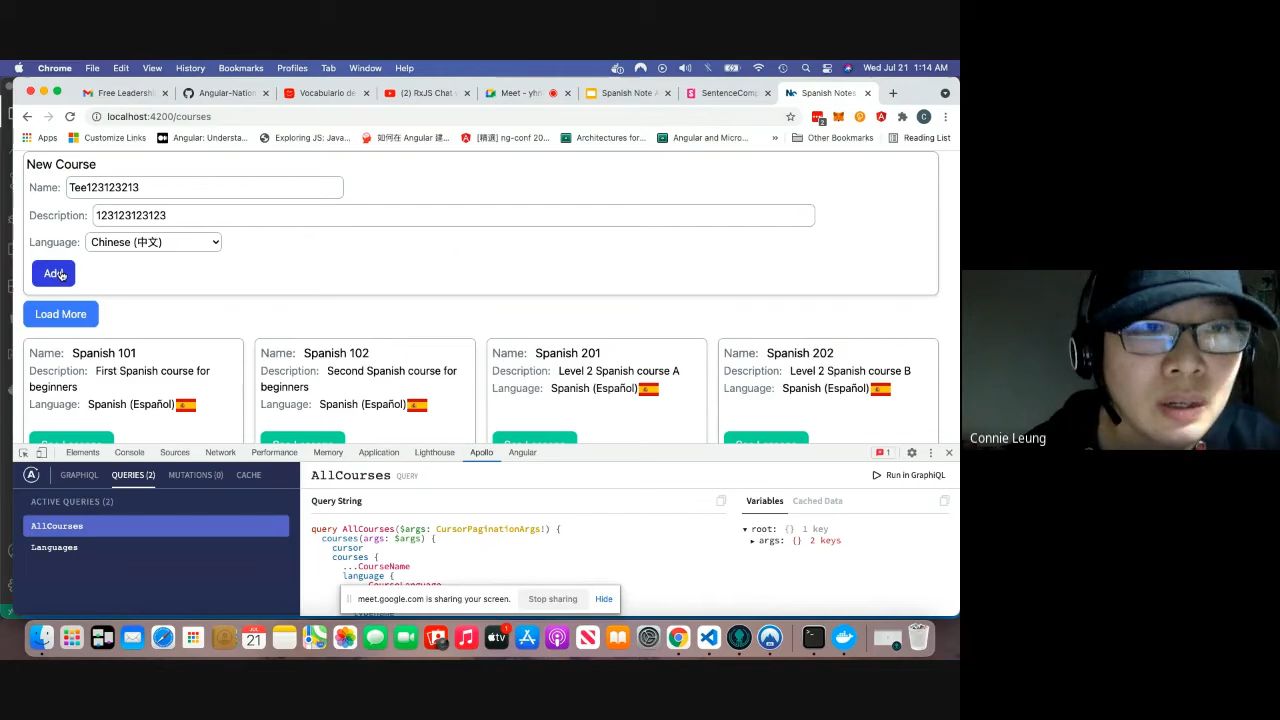 Chrome File Edit View History Bookmarks Profiles Tab Window Help Wed Jul 21 1:14 AM
Free Leadership Angular-Nation Vocabulario de (2) RxJS Chat Meet - yhn Spanish Note A SentenceComp Spanish Notes
localhost:4200/courses
Apps Customize Links Angular: Understa... Exploring JS: Java... 如何在 Angular 建... [精選] ng-conf 20... Architectures for... Angular and Micro... » Other Bookmarks Reading List
New Course
Name: Tee123123213
Description: 123123123123
Language: Chinese (中文)
Add
Load More
Name: Spanish 101 Name: Spanish 102 Name: Spanish 201 Name: Spanish 202
Description: First Spanish course for Description: Second Spanish course for Description: Level 2 Spanish course A Description: Level 2 Spanish course B
beginners beginners Language: Spanish (Español) Language: Spanish (Español)
Language: Spanish (Español) Language: Spanish (Español)
Elements Console Sources Network Performance Memory Application Lighthouse Apollo Angular 1
GRAPHIQL QUERIES (2) MUTATIONS (0) CACHE AllCourses QUERY Run in GraphiQL
ACTIVE QUERIES (2) Query String Variables Cached Data
AllCourses query AllCourses($args: CursorPaginationArgs!) { root: {} 1 key
courses(args: $args) { args: {} 2 keys
Languages cursor
courses {
...CourseName
language {
meet.google.com is sharing your screen. Stop sharing Hide
Connie Leung